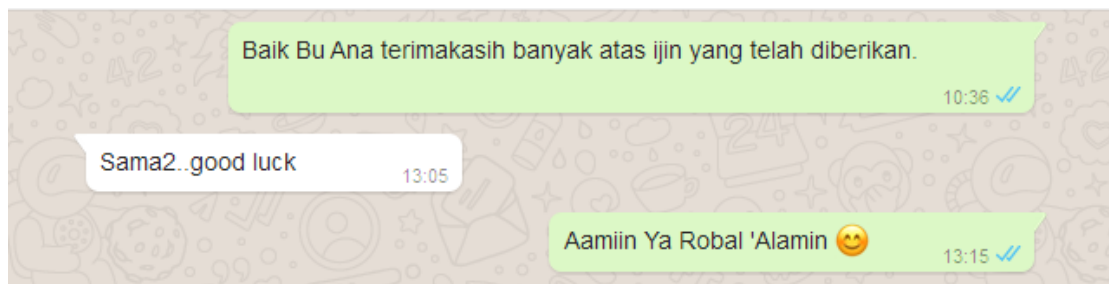 Baik Bu Ana terimakasih banyak atas ijin yang telah diberikan.
10:36
Sama2..good luck
13:05
Aamiin Ya Robal 'Alamin 😊
13:15